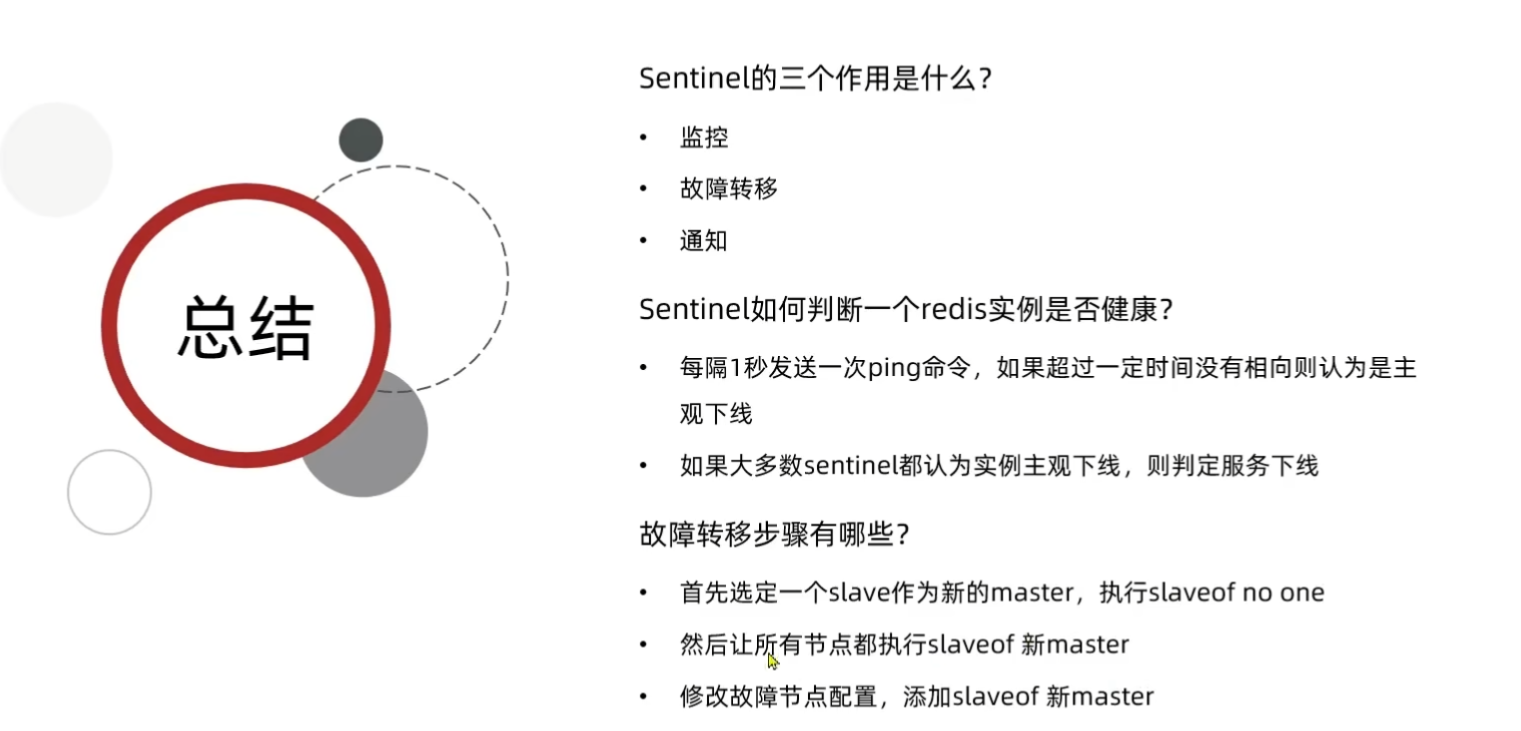 总结
Sentinel的三个作用是什么？
• 监控
• 故障转移
• 通知
Sentinel如何判断一个redis实例是否健康？
• 每隔1秒发送一次ping命令，如果超过一定时间没有相向则认为是主
观下线
• 如果大多数sentinel都认为实例主观下线，则判定服务下线
故障转移步骤有哪些？
• 首先选定一个slave作为新的master，执行slaveof no one
• 然后让所有节点都执行slaveof 新master
• 修改故障节点配置，添加slaveof 新master